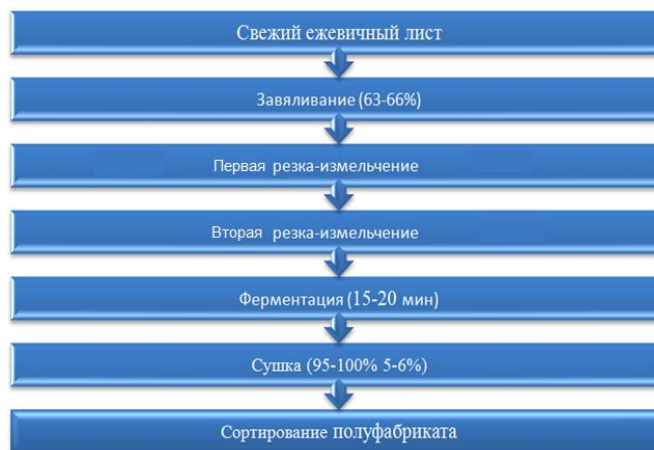 Свежий ежевичный лист
Завяливание (63-66%)
Первая резка-измельчение
Вторая резка-измельчение
Ферментация (15-20 мин)
Сушка (95-100% 5-6%)
Сортирование полуфабриката